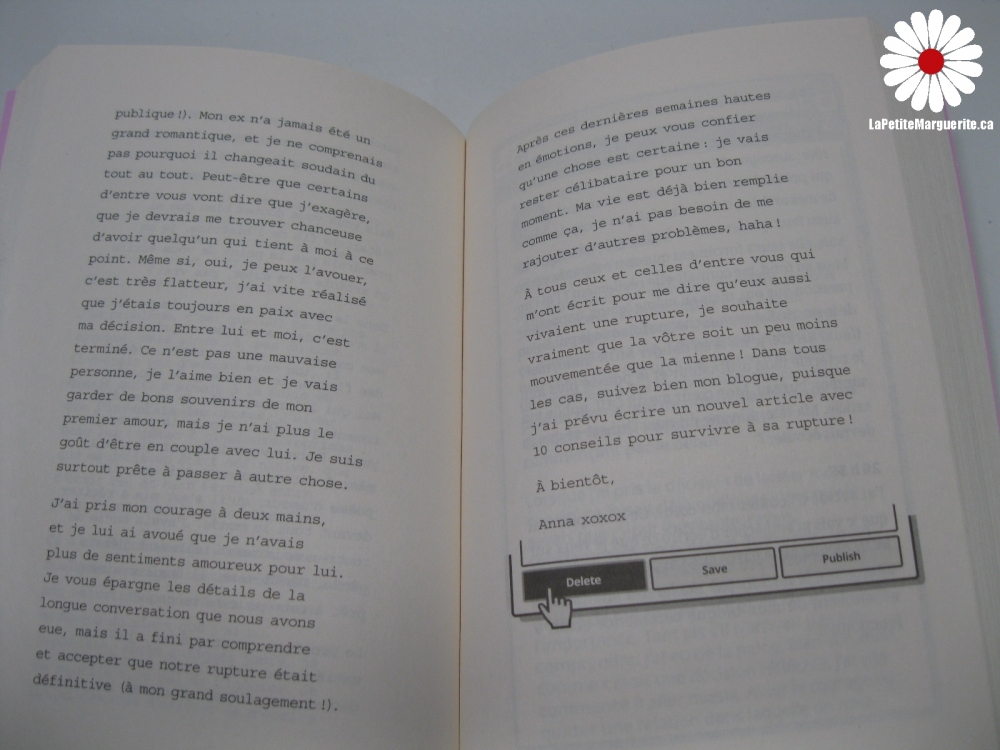 publique !). Mon ex n'a jamais été un
grand romantique, et je ne comprenais
pas pourquoi il changeait soudain du
tout au tout. Peut-être que certains
d'entre vous vont dire que j'exagère,
que je devrais me trouver chanceuse
d'avoir quelqu'un qui tient à moi à ce
point. Même si, oui, je peux l'avouer,
c'est très flatteur, j'ai vite réalisé
que j'étais toujours en paix avec
ma décision. Entre lui et moi, c'est
terminé. Ce n'est pas une mauvaise
personne, je l'aime bien et je vais
garder de bons souvenirs de mon
premier amour, mais je n'ai plus le
goût d'être en couple avec lui. Je suis
surtout prête à passer à autre chose.
J'ai pris mon courage à deux mains,
et je lui ai avoué que je n'avais
plus de sentiments amoureux pour lui.
Je vous épargne les détails de la
longue conversation que nous avons
eue, mais il a fini par comprendre
et accepter que notre rupture était
définitive (à mon grand soulagement !).
Après ces dernières semaines hautes
en émotions, je peux vous confier
qu'une chose est certaine : je vais
rester célibataire pour un bon
moment. Ma vie est déjà bien remplie
comme ça, je n'ai pas besoin de me
rajouter d'autres problèmes, haha !
À tous ceux et celles d'entre vous qui
m'ont écrit pour me dire qu'eux aussi
vivaient une rupture, je souhaite
vraiment que la vôtre soit un peu moins
mouvementée que la mienne ! Dans tous
les cas, suivez bien mon blogue, puisque
j'ai prévu écrire un nouvel article avec
10 conseils pour survivre à sa rupture !
À bientôt,
Anna xoxox
Delete
Save
Publish
LaPetiteMarguerite.ca